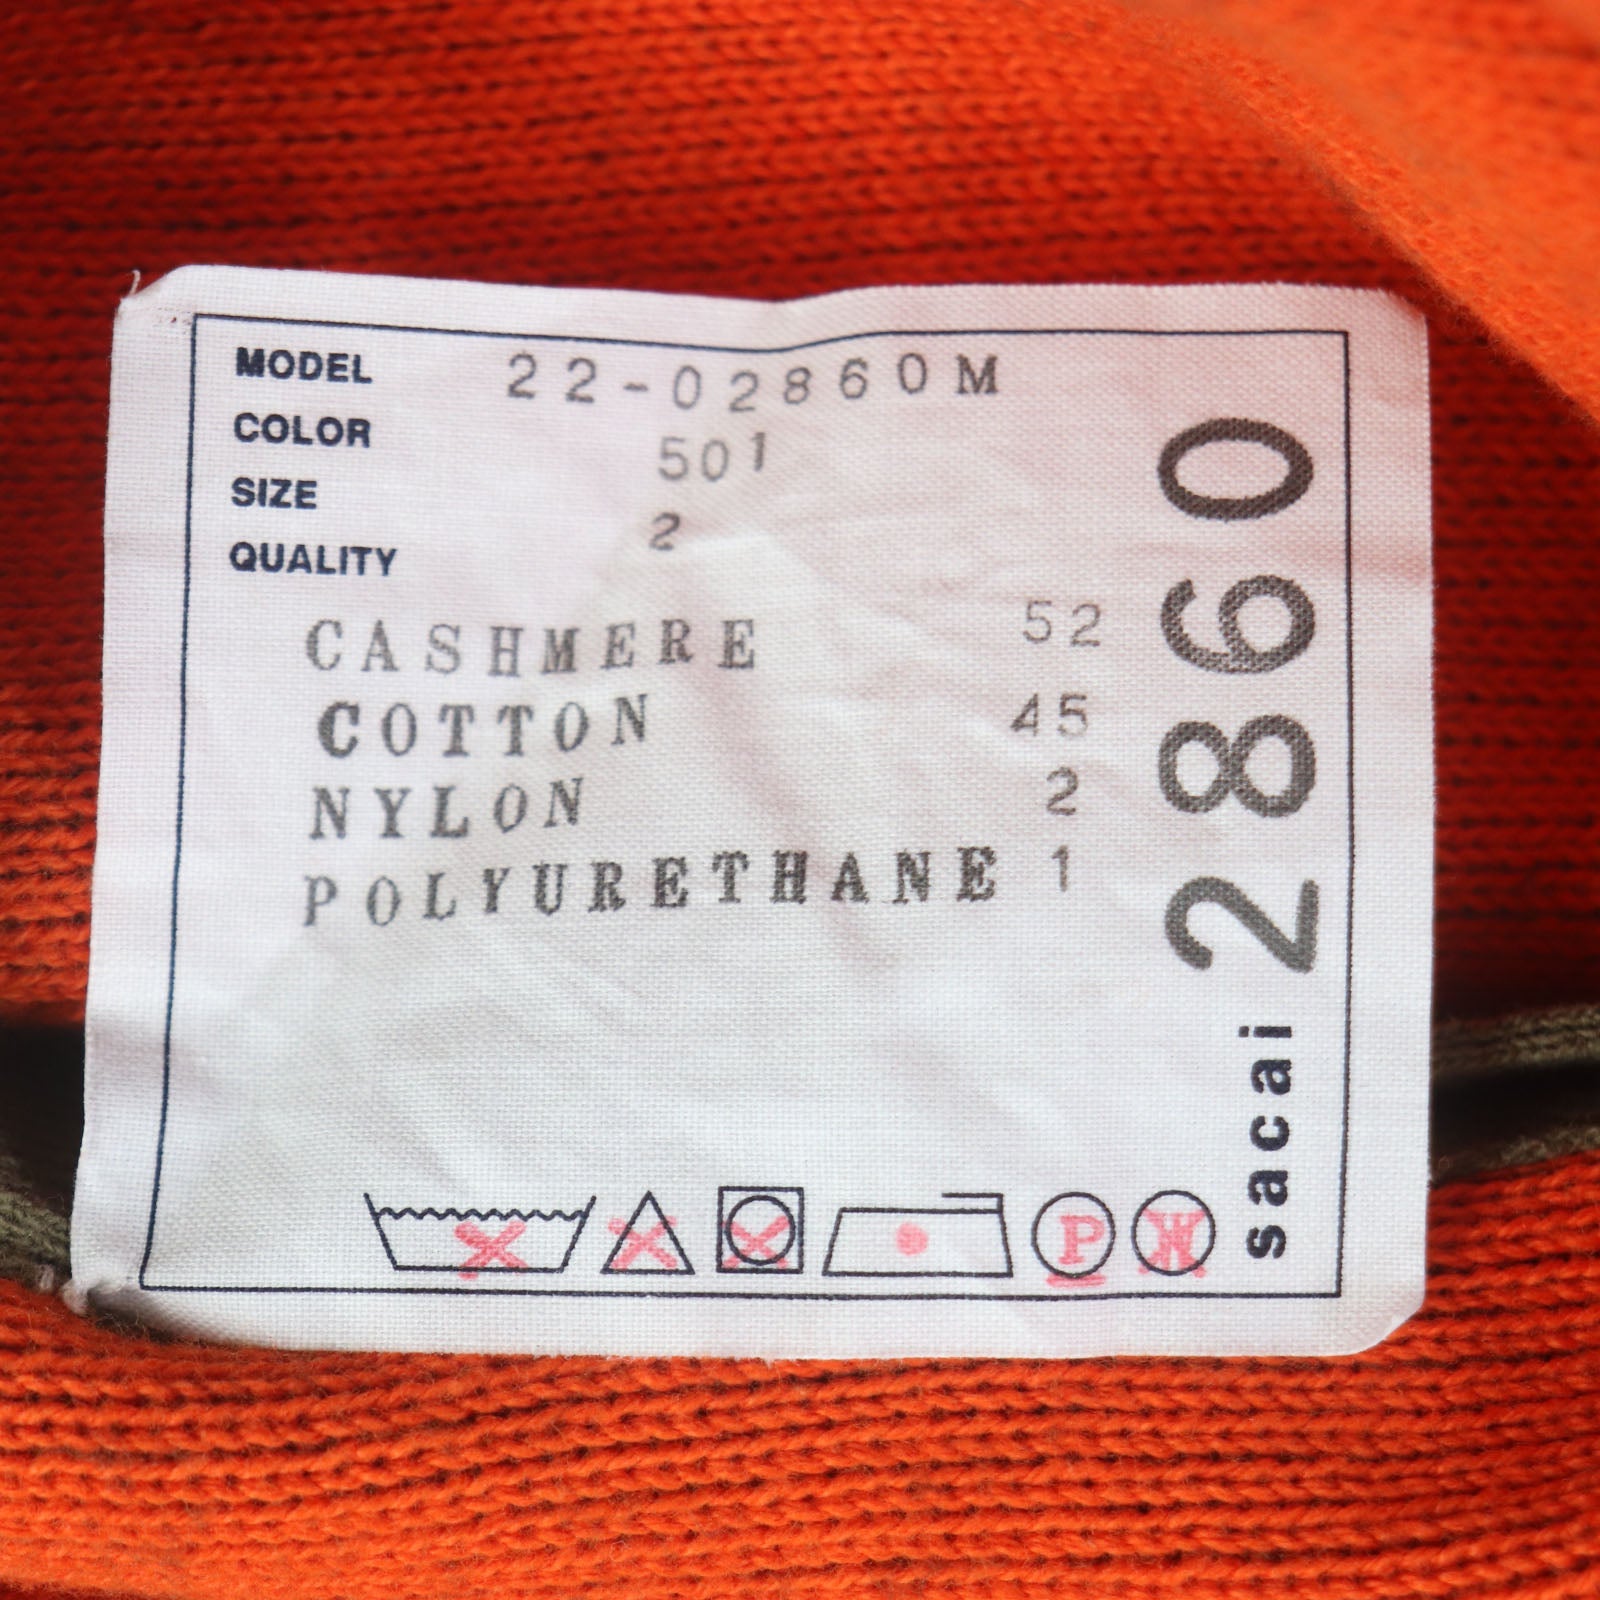 MODEL 22-02860M
COLOR 501
SIZE 2
QUALITY
CASHMERE 52
COTTON 45
NYLON 2
POLYURETHANE 1
P W
sacai 2860